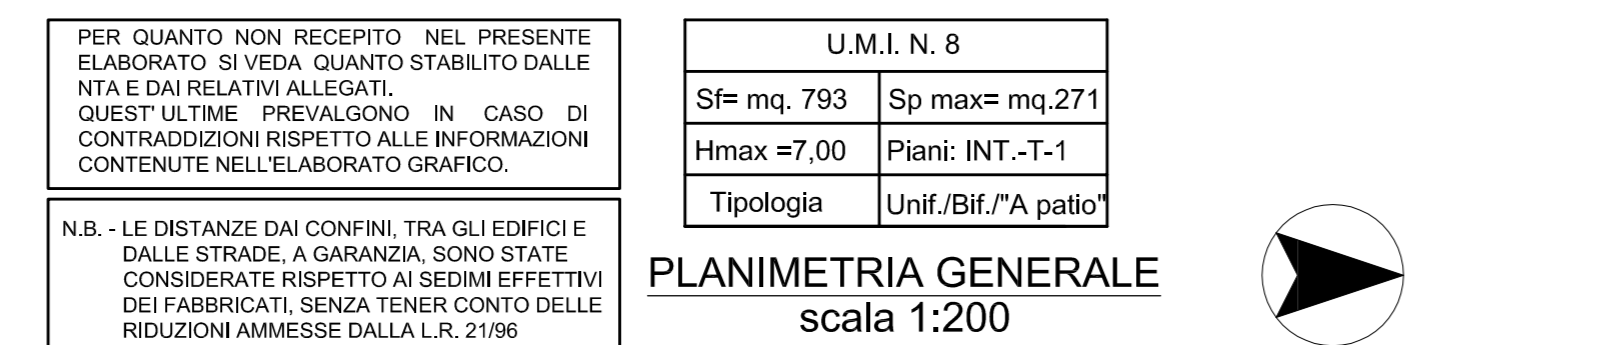 PER QUANTO NON RECEPITO NEL PRESENTE
ELABORATO SI VEDA QUANTO STABILITO DALLE
NTA E DAI RELATIVI ALLEGATI.
QUEST' ULTIME PREVALGONO IN CASO DI
CONTRADDIZIONI RISPETTO ALLE INFORMAZIONI
CONTENUTE NELL'ELABORATO GRAFICO.
N.B. - LE DISTANZE DAI CONFINI, TRA GLI EDIFICI E
DALLE STRADE, A GARANZIA, SONO STATE
CONSIDERATE RISPETTO AI SEDIMI EFFETTIVI
DEI FABBRICATI, SENZA TENER CONTO DELLE
RIDUZIONI AMMESSE DALLA L.R. 21/96
U.M.I. N. 8
Sf= mq. 793 Sp max= mq.271
Hmax =7,00 Piani: INT.-T-1
Tipologia Unif./Bif./"A patio"
PLANIMETRIA GENERALE
scala 1:200